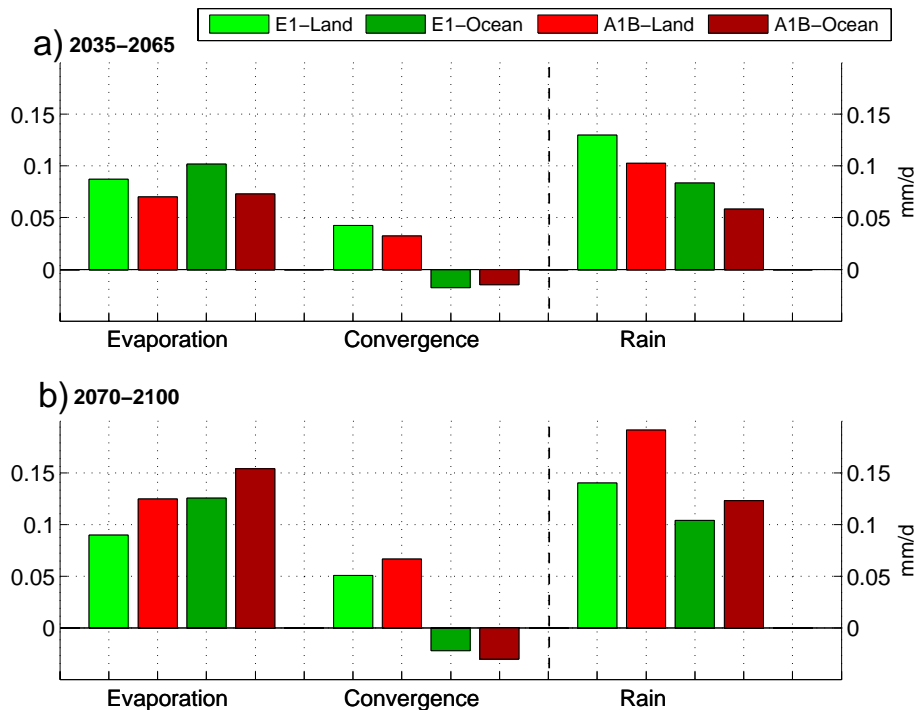 E1–Land E1–Ocean A1B–Land A1B–Ocean
a) 2035–2065
0.15 0.15
0.1 0.1
0.05 0.05
0 0
mm/d
Evaporation Convergence Rain
b) 2070–2100
0.15 0.15
0.1 0.1
0.05 0.05
0 0
mm/d
Evaporation Convergence Rain